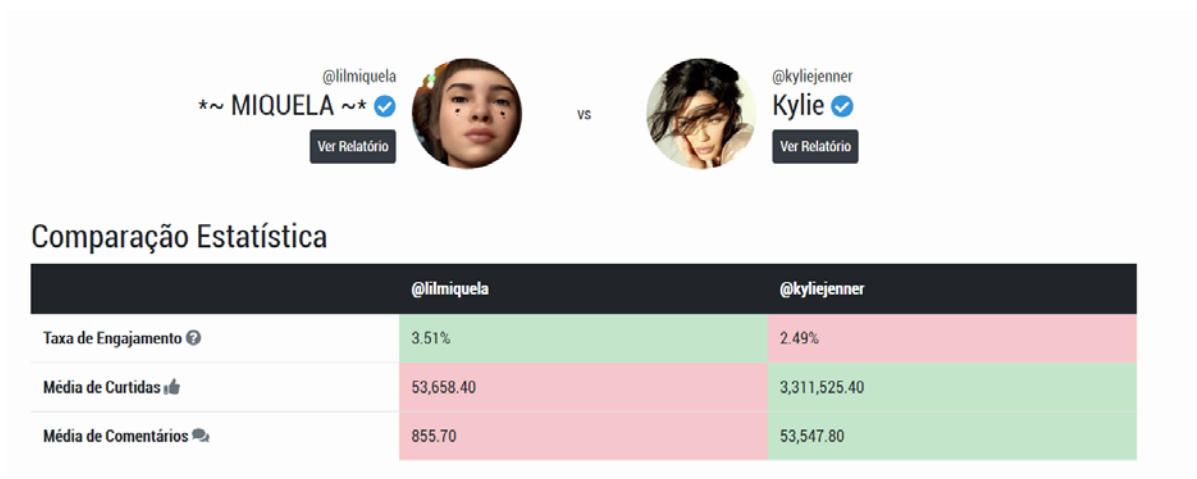 @lilmiquela
*~ MIQUELA ~*
Ver Relatório
vs
@kyliejenner
Kylie
Ver Relatório
Comparação Estatística
@lilmiquela @kyliejenner
Taxa de Engajamento 3.51% 2.49%
Média de Curtidas 53,658.40 3,311,525.40
Média de Comentários 855.70 53,547.80